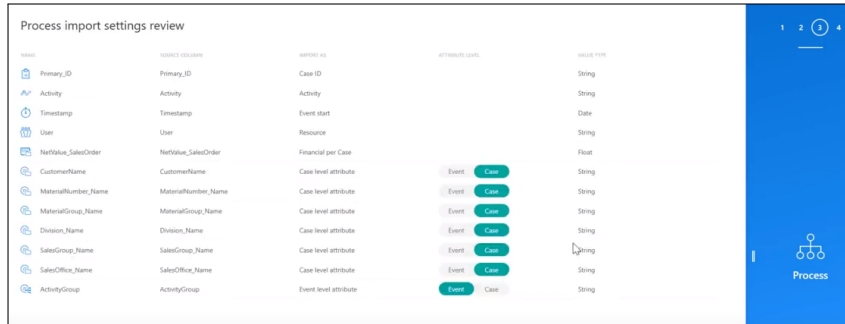 Process import settings review
NAME SOURCE COLUMN IMPORT AS ATTRIBUTE LEVEL VALUE TYPE
Primary_ID Primary_ID Case ID String
Activity Activity Activity String
Timestamp Timestamp Event start Date
User User Resource String
NetValue_SalesOrder NetValue_SalesOrder Financial per Case Float
CustomerName CustomerName Case level attribute Event Case String
MaterialNumber_Name MaterialNumber_Name Case level attribute Event Case String
MaterialGroup_Name MaterialGroup_Name Case level attribute Event Case String
Division_Name Division_Name Case level attribute Event Case String
SalesGroup_Name SalesGroup_Name Case level attribute Event Case String
SalesOffice_Name SalesOffice_Name Case level attribute Event Case String
ActivityGroup ActivityGroup Event level attribute Event Case String
1 2 3 4
Process